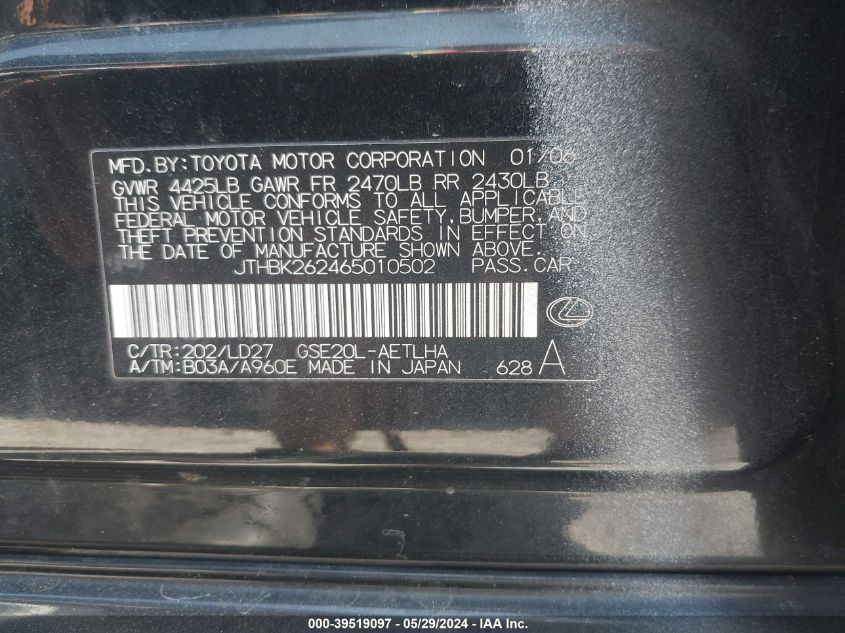 MFD.BY:TOYOTA MOTOR CORPORATION 01/06
GVWR 4425LB GAWR FR 2470LB RR 2430LB
THIS VEHICLE CONFORMS TO ALL APPLICABLE
FEDERAL MOTOR VEHICLE SAFETY,BUMPER,AND
THEFT PREVENTION STANDARDS IN EFFECT ON
THE DATE OF MANUFACTURE SHOWN ABOVE.
JTHBK262465010502 PASS.CAR
C/TR:202/LD27 GSE20L-AETLHA
A/TM:B03A/A960E MADE IN JAPAN 628 A
000-39519097 - 05/29/2024 - IAA Inc.